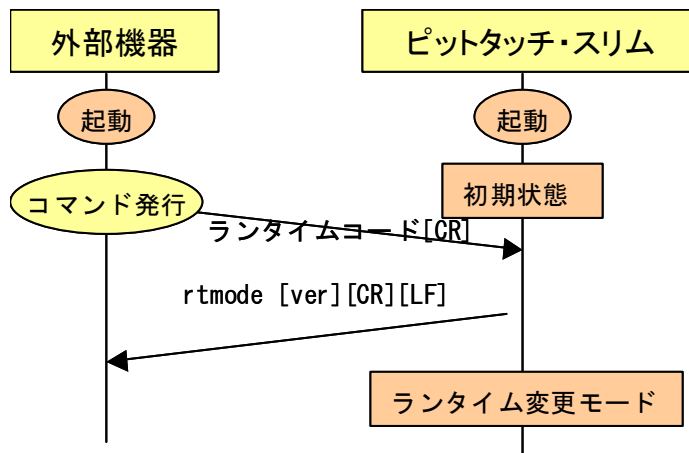 外部機器
ピットタッチ・スリム
起動
起動
コマンド発行
初期状態
ランタイムコード[CR]
rtmode [ver][CR][LF]
ランタイム変更モード